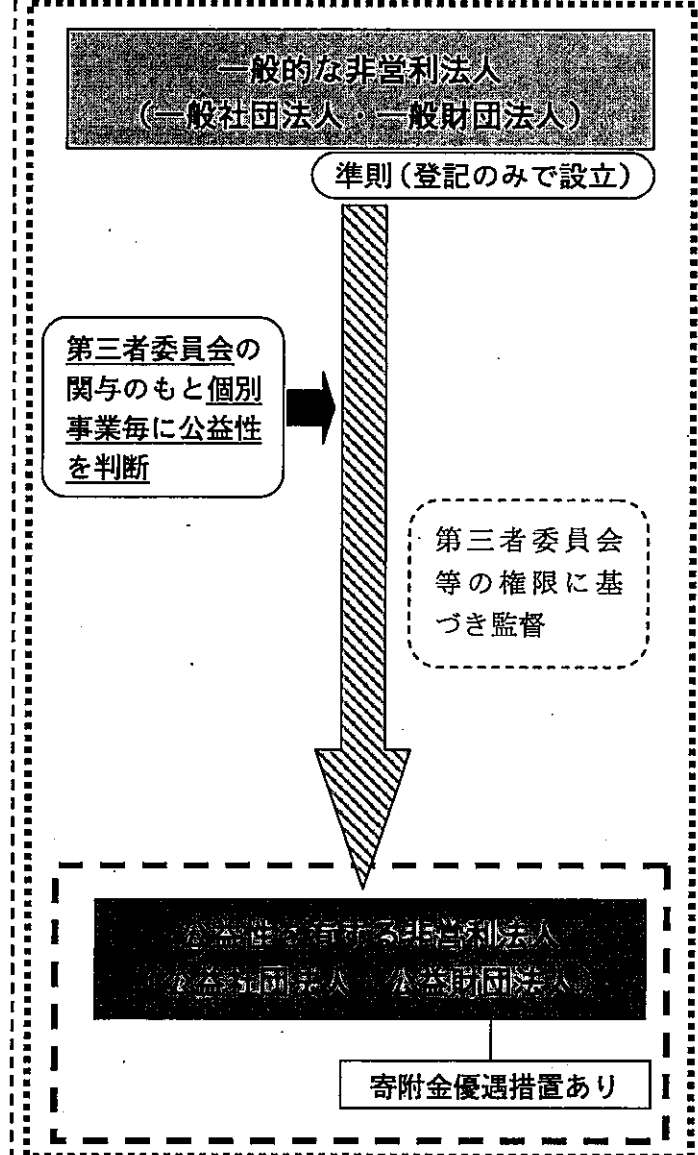 一般的な非営利法人
(一般社団法人・一般財団法人)
準則(登記のみで設立)
第三者委員会の
関与のもと個別
事業毎に公益性
を判断
第三者委員会
等の権限に基
づき監督
公益性を有する非営利法人
公益社団法人 公益財団法人
寄附金優遇措置あり